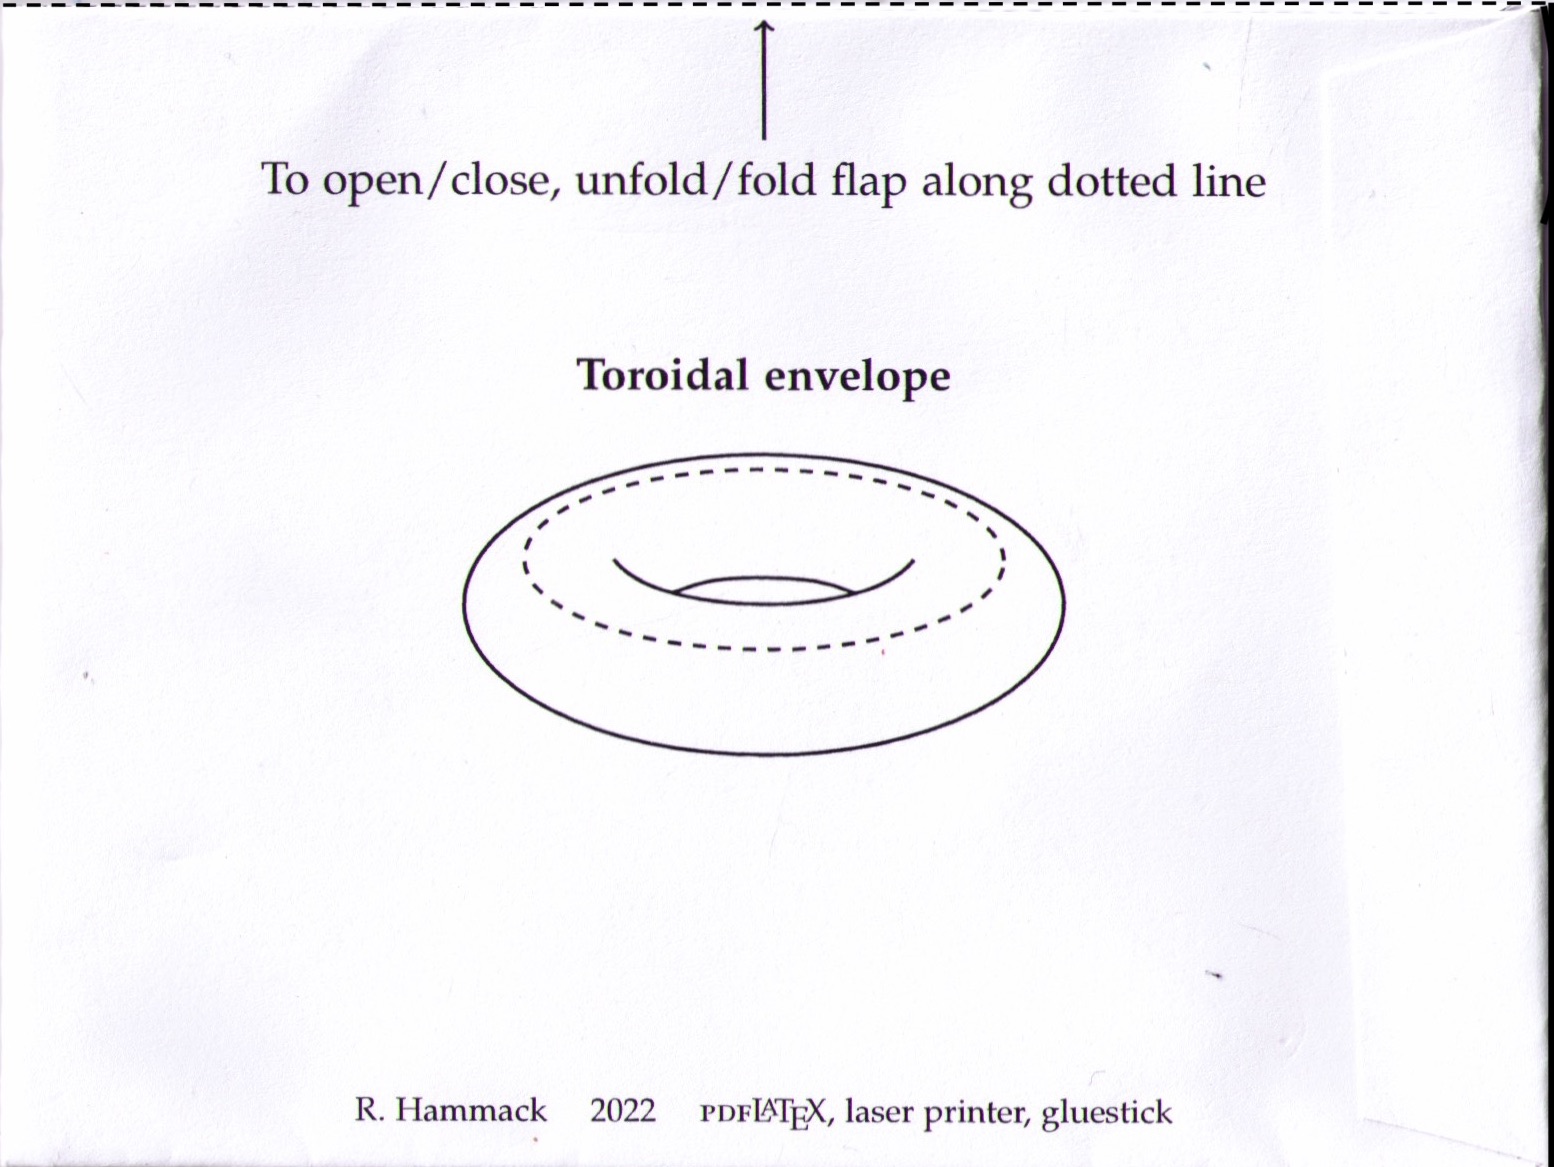 To open/close, unfold/fold flap along dotted line
Toroidal envelope
R. Hammack 2022 PDFLATEX, laser printer, gluestick